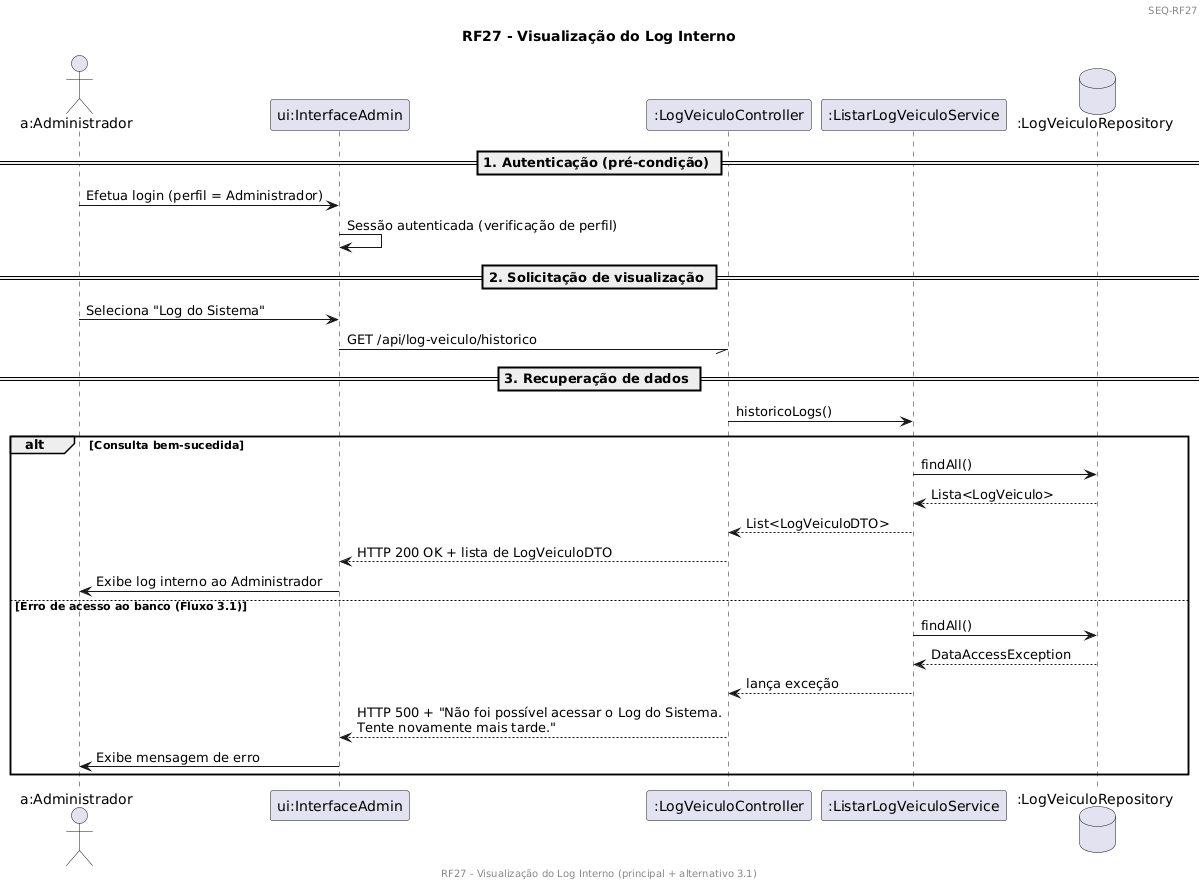 SEQ-RF27
RF27 - Visualização do Log Interno
a:Administrador
ui:InterfaceAdmin
:LogVeiculoController
:ListarLogVeiculoService
:LogVeiculoRepository
1. Autenticação (pré-condição)
Efetua login (perfil = Administrador)
Sessão autenticada (verificação de perfil)
2. Solicitação de visualização
Seleciona "Log do Sistema"
GET /api/log-veiculo/historico
3. Recuperação de dados
historicoLogs()
alt
[Consulta bem-sucedida]
findAll()
Lista<LogVeiculo>
List<LogVeiculoDTO>
HTTP 200 OK + lista de LogVeiculoDTO
Exibe log interno ao Administrador
[Erro de acesso ao banco (Fluxo 3.1)]
findAll()
DataAccessException
lança exceção
HTTP 500 + "Não foi possível acessar o Log do Sistema.
Tente novamente mais tarde."
Exibe mensagem de erro
a:Administrador
ui:InterfaceAdmin
:LogVeiculoController
:ListarLogVeiculoService
:LogVeiculoRepository
RF27 - Visualização do Log Interno (principal + alternativo 3.1)